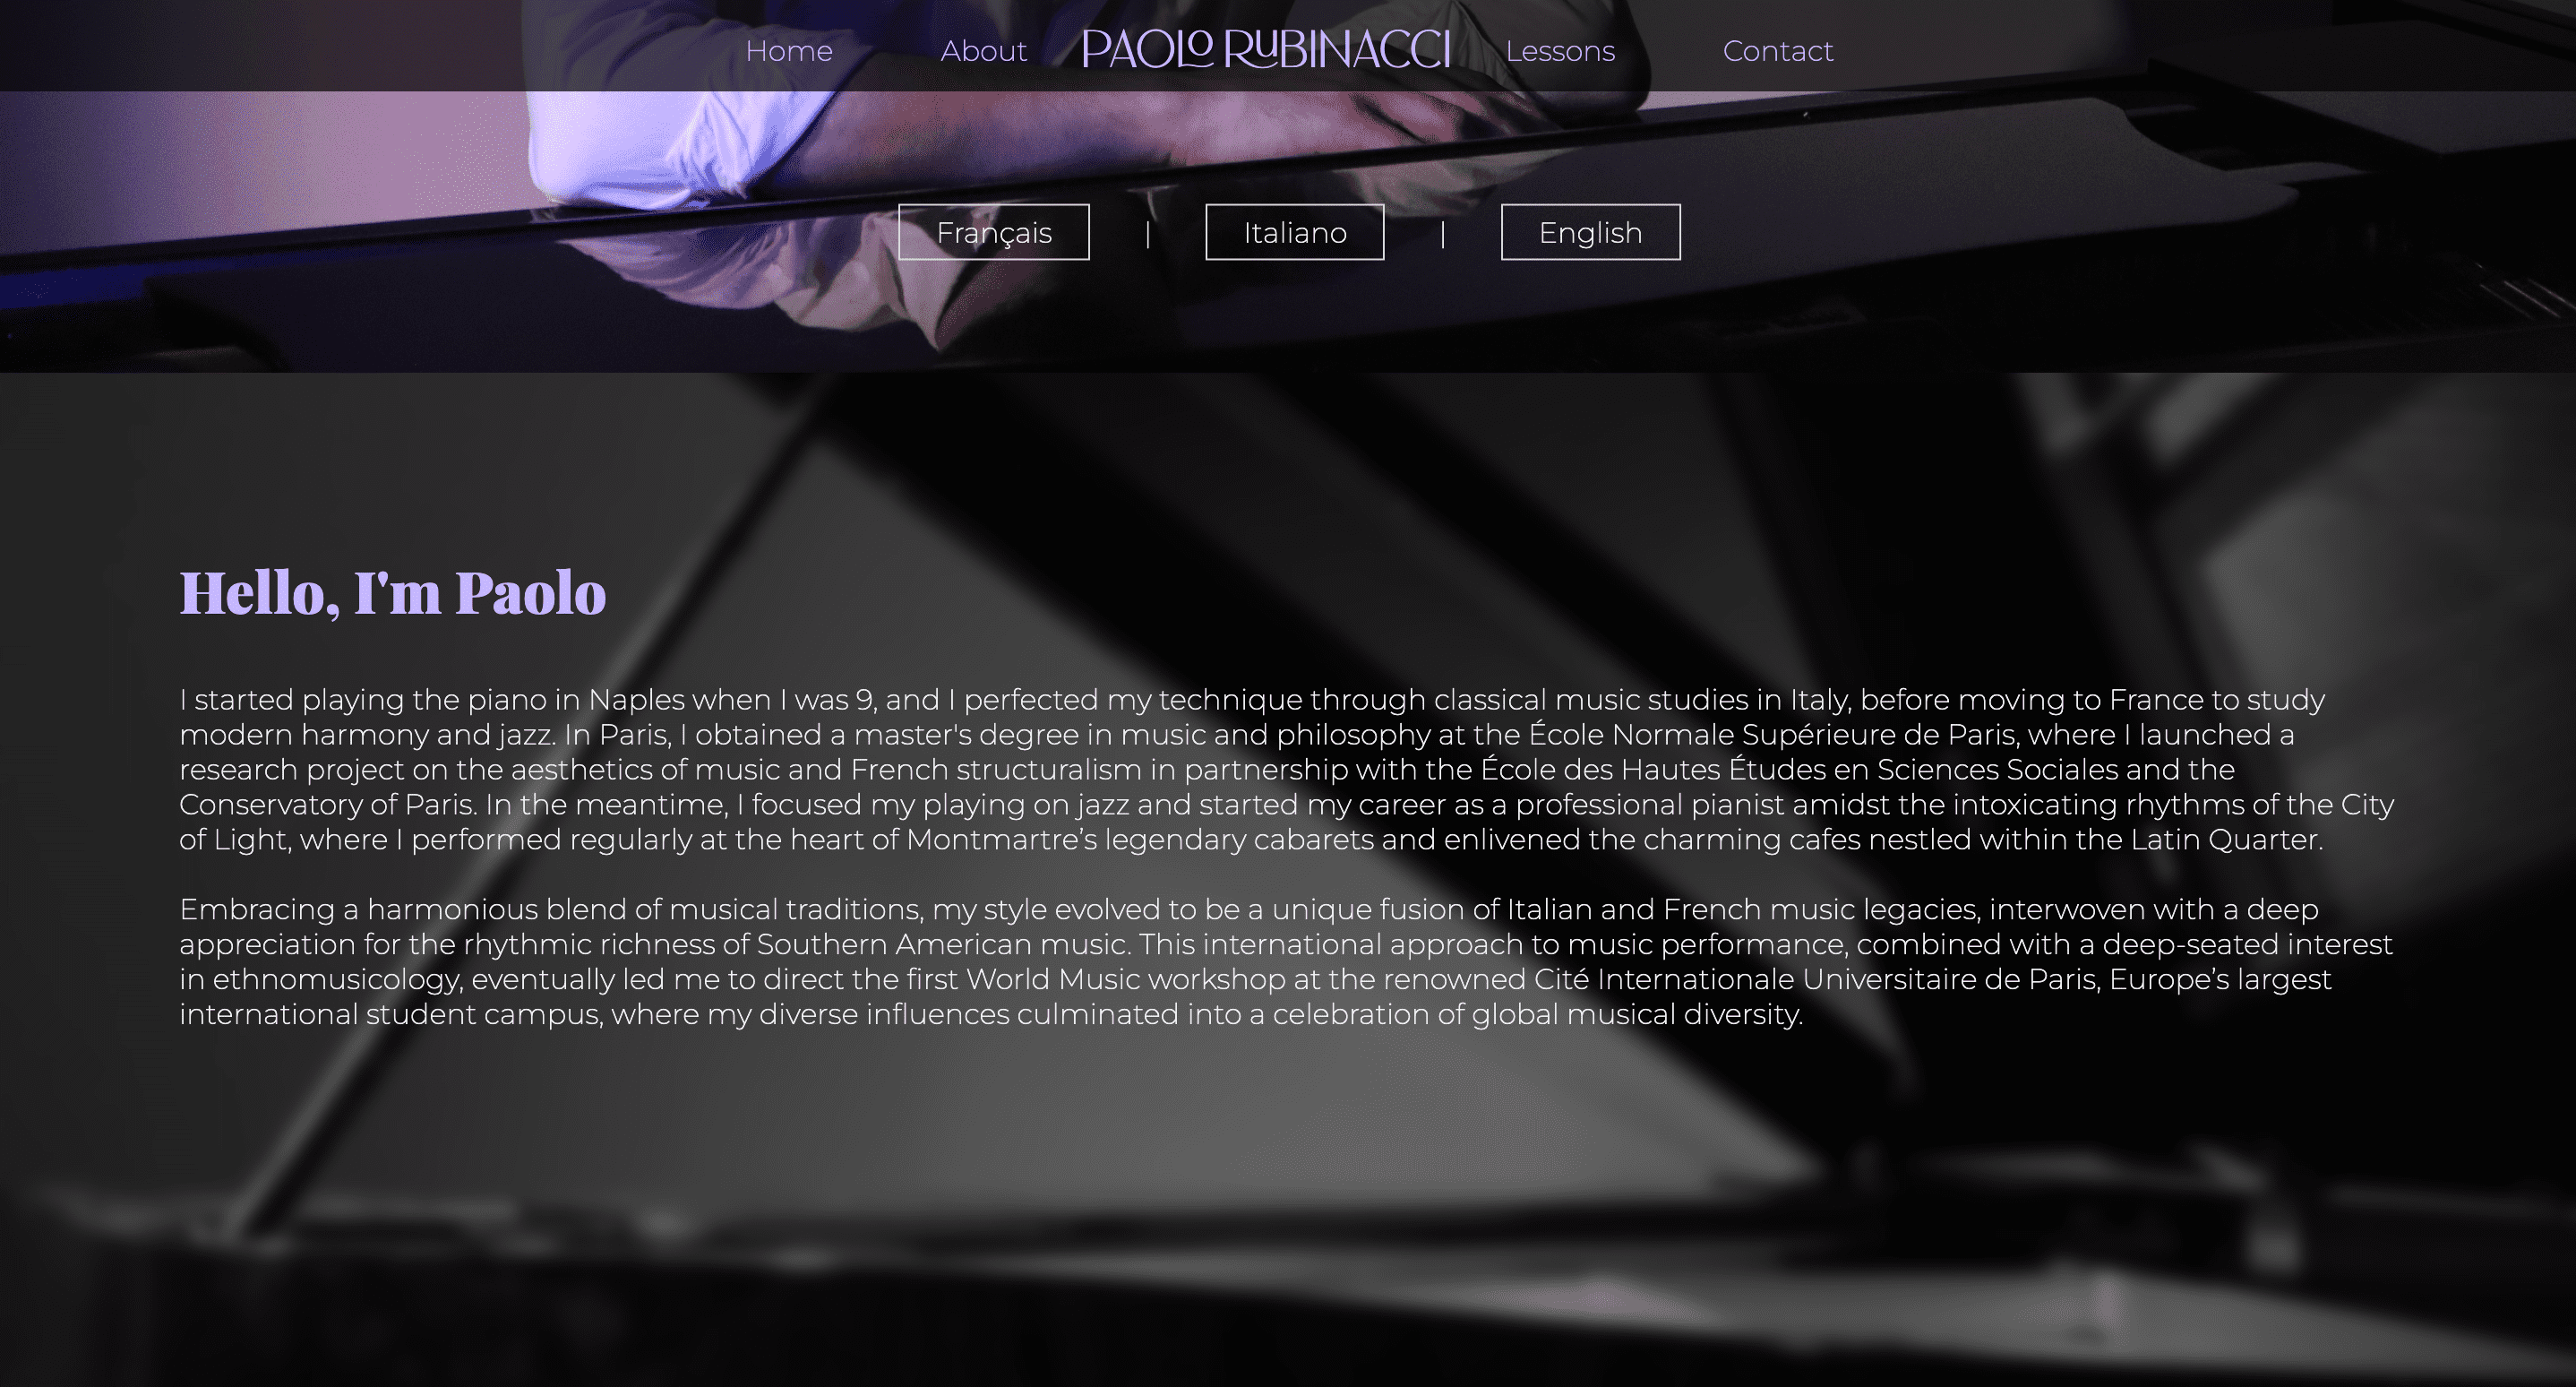 Home About PAOLO RUBINACCI Lessons Contact
Français | Italiano | English
Hello, I'm Paolo
I started playing the piano in Naples when I was 9, and I perfected my technique through classical music studies in Italy, before moving to France to study
modern harmony and jazz. In Paris, I obtained a master's degree in music and philosophy at the École Normale Supérieure de Paris, where I launched a
research project on the aesthetics of music and French structuralism in partnership with the École des Hautes Études en Sciences Sociales and the
Conservatory of Paris. In the meantime, I focused my playing on jazz and started my career as a professional pianist amidst the intoxicating rhythms of the City
of Light, where I performed regularly at the heart of Montmartre’s legendary cabarets and enlivened the charming cafes nestled within the Latin Quarter.
Embracing a harmonious blend of musical traditions, my style evolved to be a unique fusion of Italian and French music legacies, interwoven with a deep
appreciation for the rhythmic richness of Southern American music. This international approach to music performance, combined with a deep-seated interest
in ethnomusicology, eventually led me to direct the first World Music workshop at the renowned Cité Internationale Universitaire de Paris, Europe’s largest
international student campus, where my diverse influences culminated into a celebration of global musical diversity.